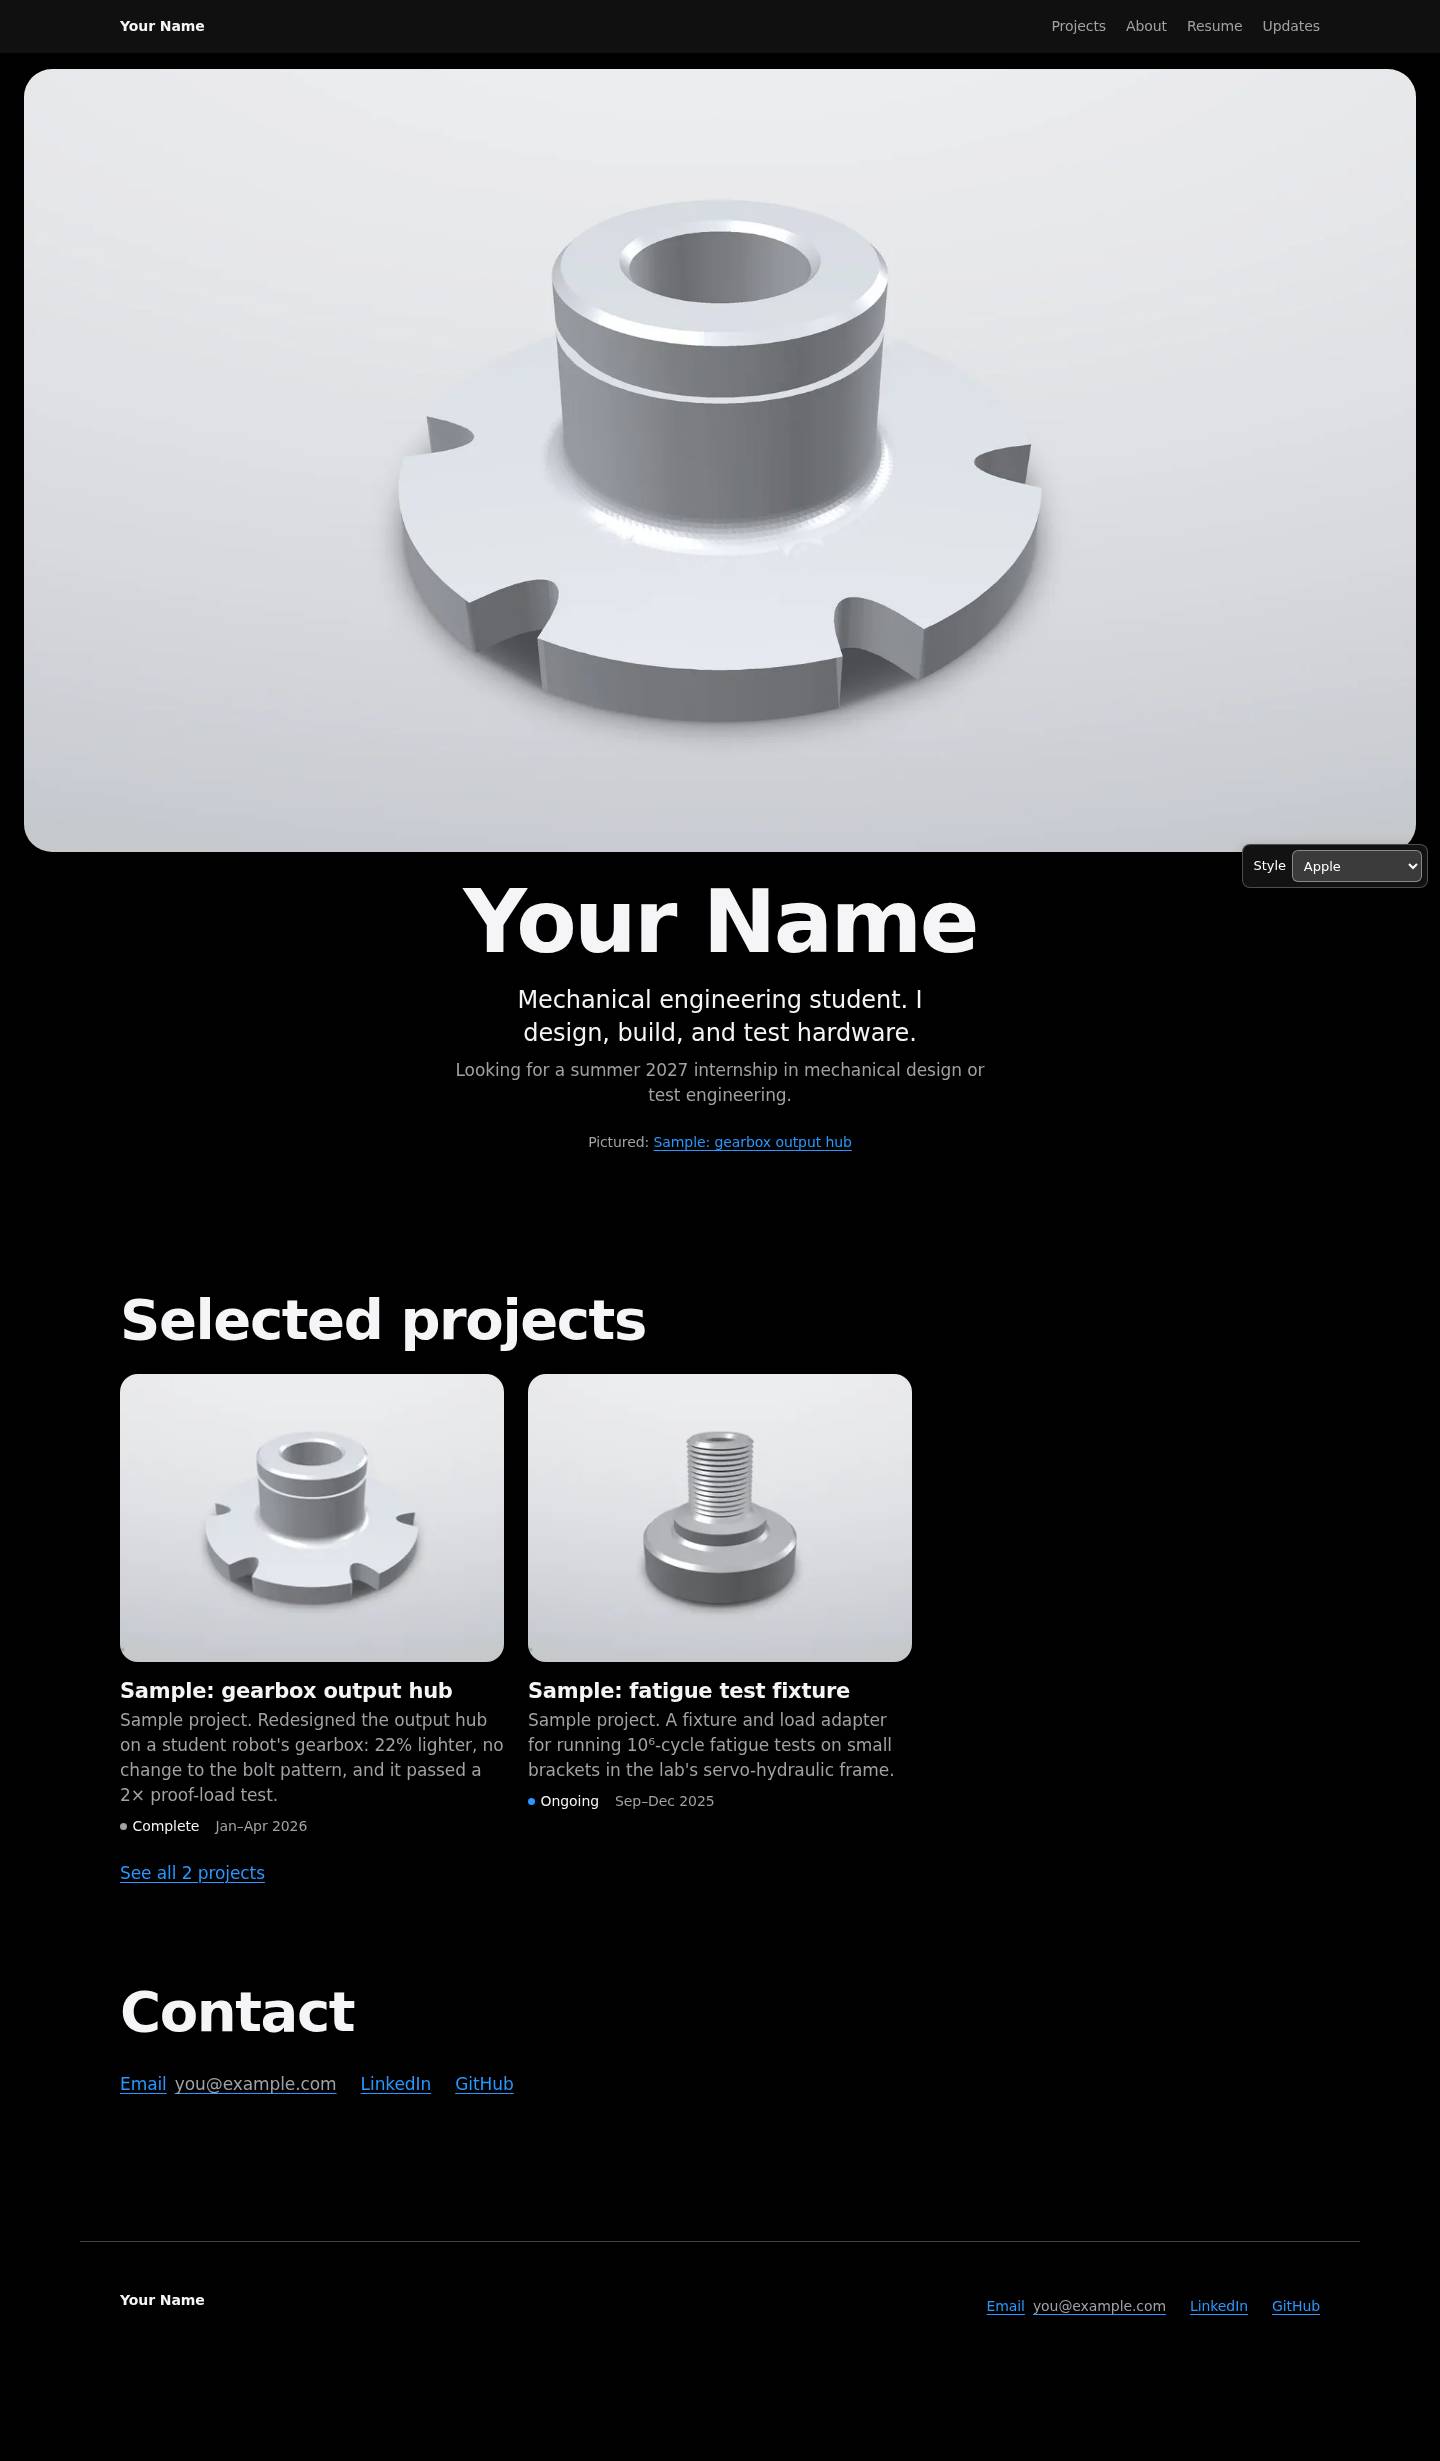 Your Name
Projects About Resume Updates
Style Apple
Your Name
Mechanical engineering student. I
design, build, and test hardware.
Looking for a summer 2027 internship in mechanical design or
test engineering.
Pictured: Sample: gearbox output hub
Selected projects
Sample: gearbox output hub
Sample project. Redesigned the output hub
on a student robot's gearbox: 22% lighter, no
change to the bolt pattern, and it passed a
2× proof-load test.
Complete Jan–Apr 2026
Sample: fatigue test fixture
Sample project. A fixture and load adapter
for running 10⁶-cycle fatigue tests on small
brackets in the lab's servo-hydraulic frame.
Ongoing Sep–Dec 2025
See all 2 projects
Contact
Email you@example.com LinkedIn GitHub
Your Name
Email you@example.com LinkedIn GitHub